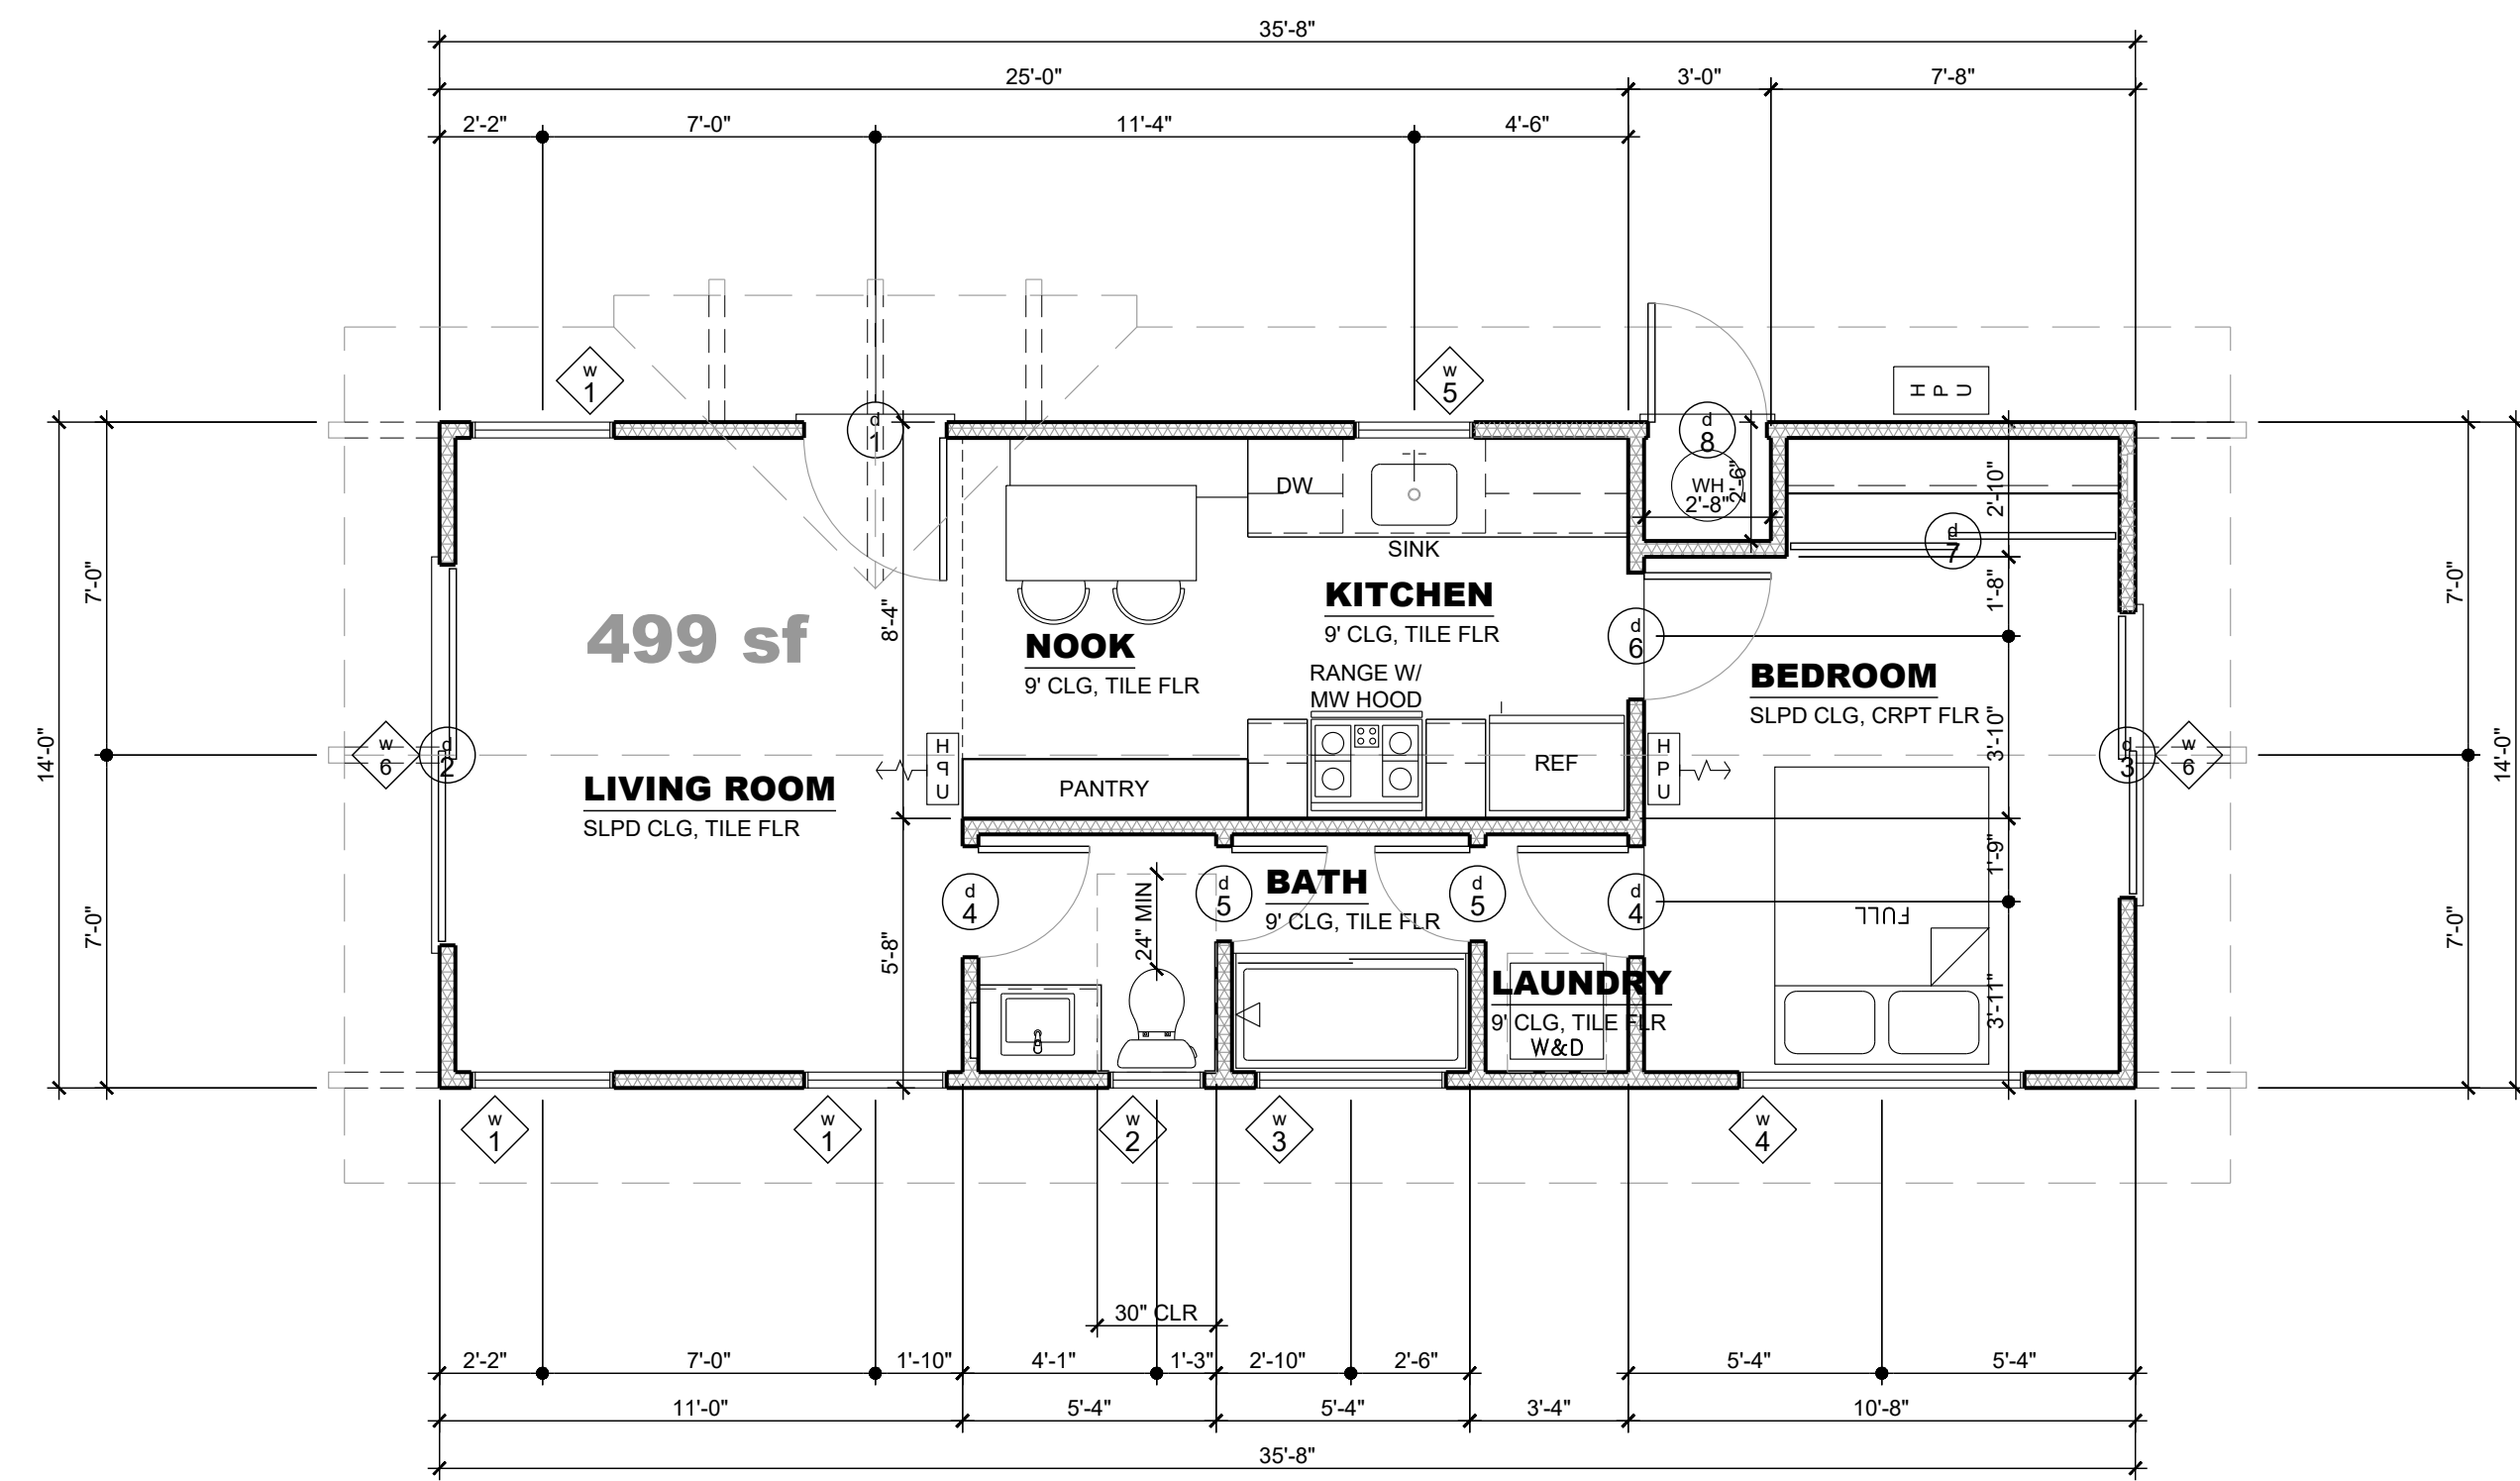 35'-8"
25'-0"
3'-0"
7'-8"
2'-2"
7'-0"
11'-4"
4'-6"
w
1
w
5
H P U
d
1
d
8
WH
2'-8"
2'-6"
2'-10"
DW
SINK
d
7
7'-0"
1'-8"
7'-0"
499 sf
8'-4"
KITCHEN
9' CLG, TILE FLR
NOOK
9' CLG, TILE FLR
RANGE W/
MW HOOD
d
6
BEDROOM
SLPD CLG, CRPT FLR
14'-0"
w
6
d
2
H P U
PANTRY
REF
H
P
U
3'-10"
d
3
w
6
14'-0"
LIVING ROOM
SLPD CLG, TILE FLR
1'-9"
d
4
24" MIN
d
5
BATH
9' CLG, TILE FLR
d
5
d
4
FULL
7'-0"
5'-8"
7'-0"
LAUNDRY
9' CLG, TILE FLR
W&D
3'-11"
w
1
w
1
w
2
w
3
w
4
30" CLR
2'-2"
7'-0"
1'-10"
4'-1"
1'-3"
2'-10"
2'-6"
5'-4"
5'-4"
11'-0"
5'-4"
5'-4"
3'-4"
10'-8"
35'-8"